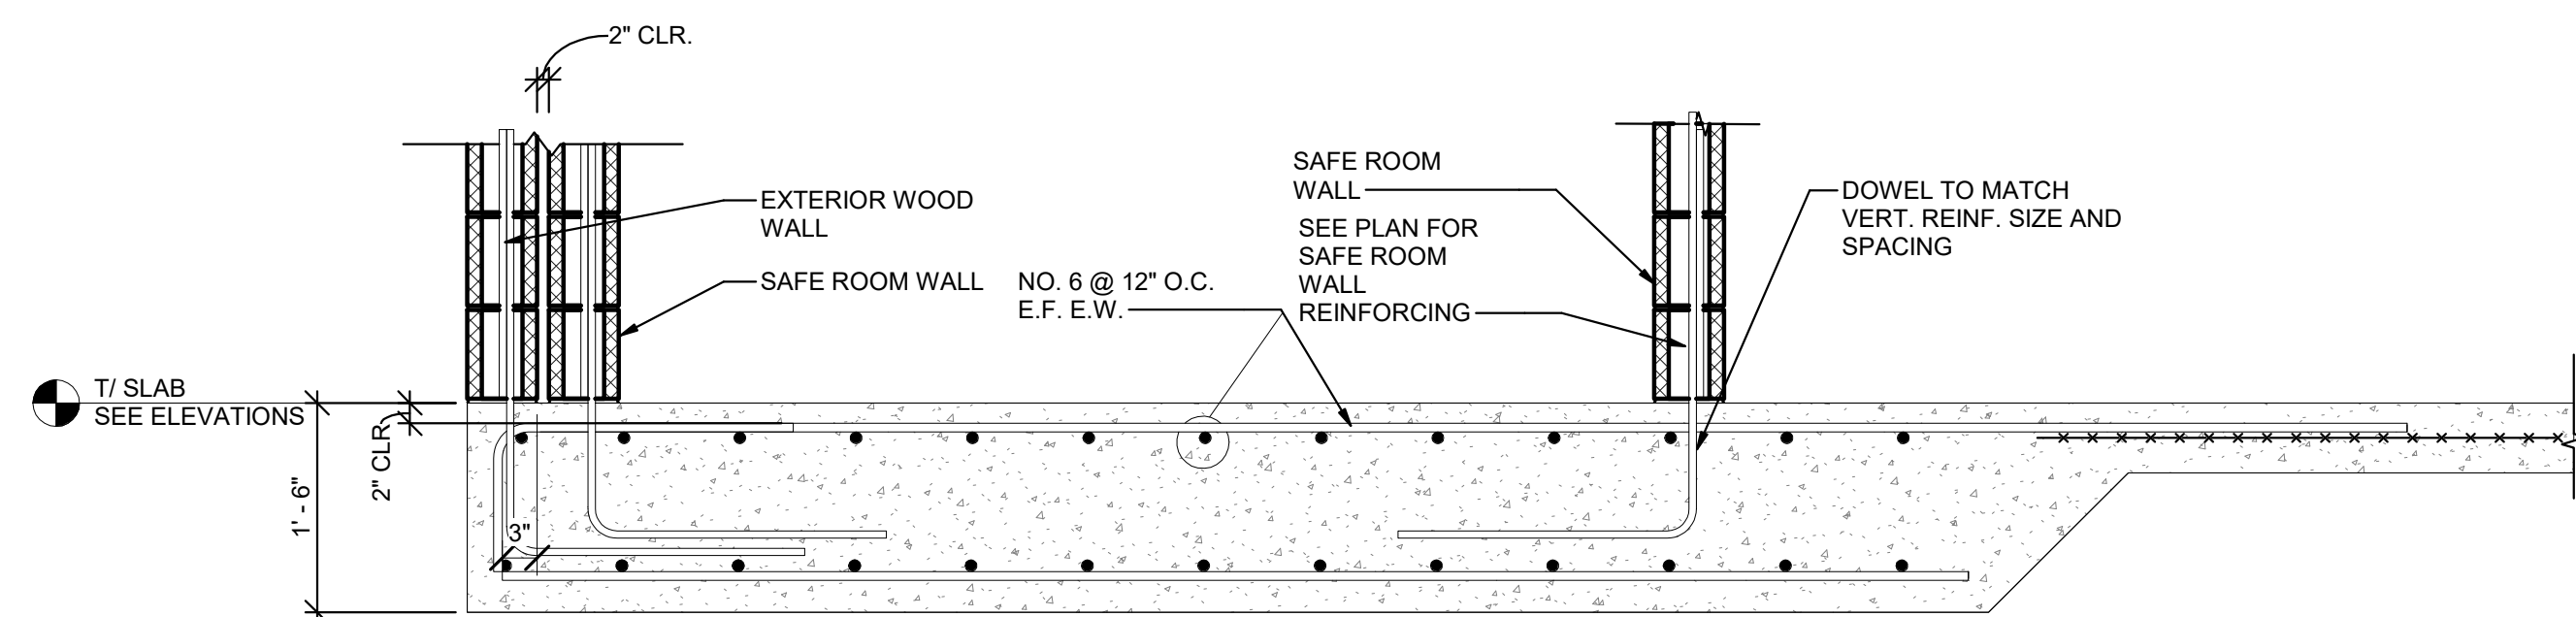 2" CLR.
EXTERIOR WOOD
WALL
SAFE ROOM WALL
NO. 6 @ 12" O.C.
E.F. E.W.
SAFE ROOM
WALL
SEE PLAN FOR
SAFE ROOM
WALL
REINFORCING
DOWEL TO MATCH
VERT. REINF. SIZE AND
SPACING
T/ SLAB
SEE ELEVATIONS
2" CLR.
1' - 6"
3"